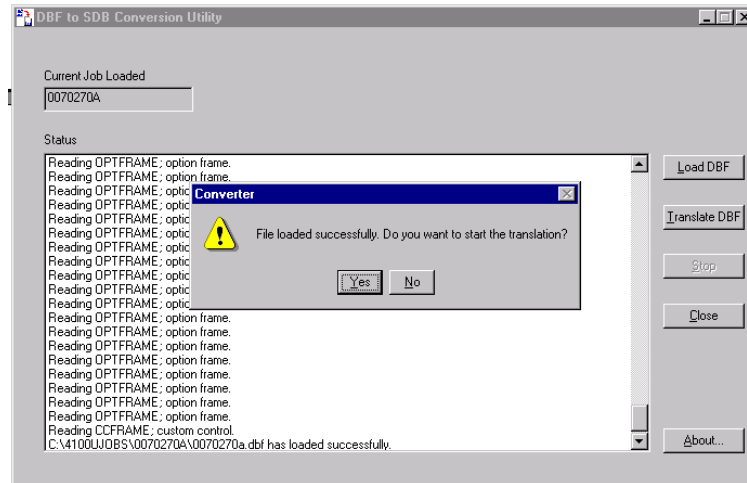 DBF to SDB Conversion Utility
Current Job Loaded
0070270A
Status
Reading OPTFRAME; option frame.
Reading OPTFRAME; option frame.
Reading OPTFRAME; optic
Reading OPTFRAME; optic
Reading OPTFRAME; optic
Reading OPTFRAME; optic
Reading OPTFRAME; optic
Reading OPTFRAME; optic
Reading OPTFRAME; optic
Reading OPTFRAME; optic
Reading OPTFRAME; optic
Reading OPTFRAME; option frame.
Reading OPTFRAME; option frame.
Reading OPTFRAME; option frame.
Reading OPTFRAME; option frame.
Reading OPTFRAME; option frame.
Reading OPTFRAME; option frame.
Reading OPTFRAME; option frame.
Reading OPTFRAME; option frame.
Reading CCFRAME; custom control.
C:\4100UJOBS\0070270A\0070270a.dbf has loaded successfully.
Converter
File loaded successfully. Do you want to start the translation?
Yes
No
Load DBF
Translate DBF
Stop
Close
About...